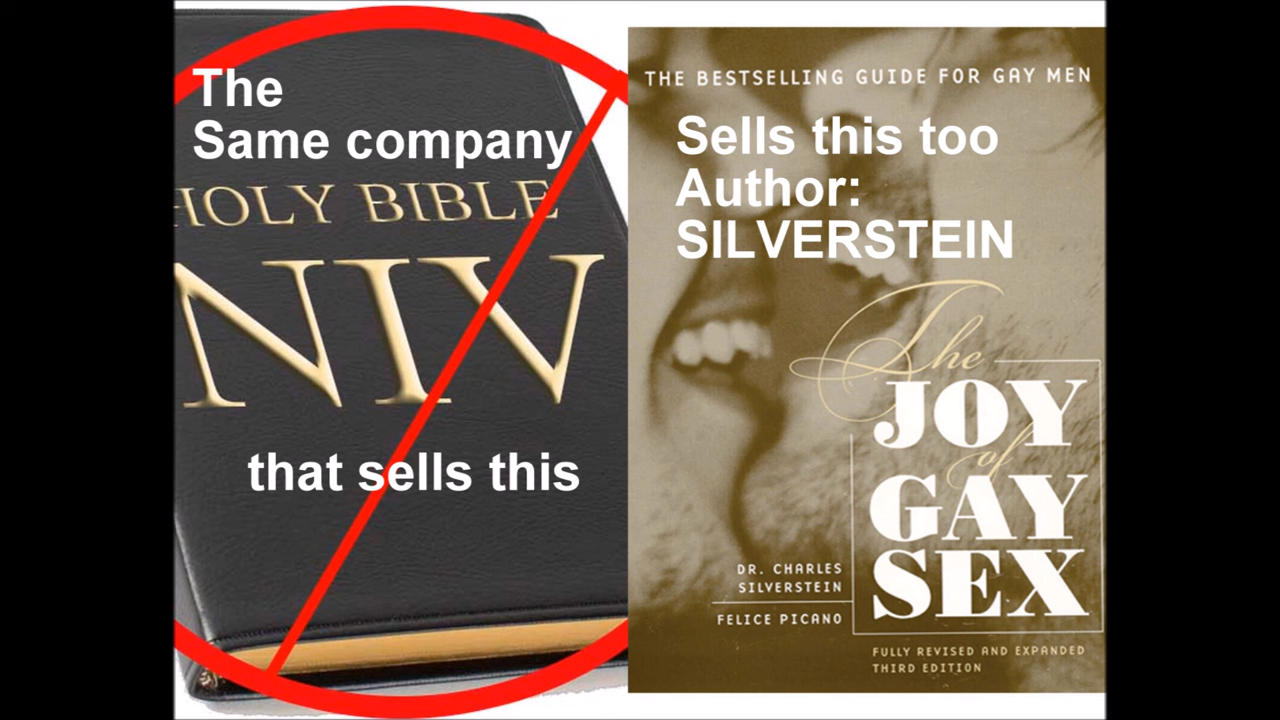 The
Same company
HOLY BIBLE
NIV
that sells this
THE BESTSELLING GUIDE FOR GAY MEN
Sells this too
Author:
SILVERSTEIN
The
JOY
of
GAY
SEX
DR. CHARLES
SILVERSTEIN
FELICE PICANO
FULLY REVISED AND EXPANDED
THIRD EDITION